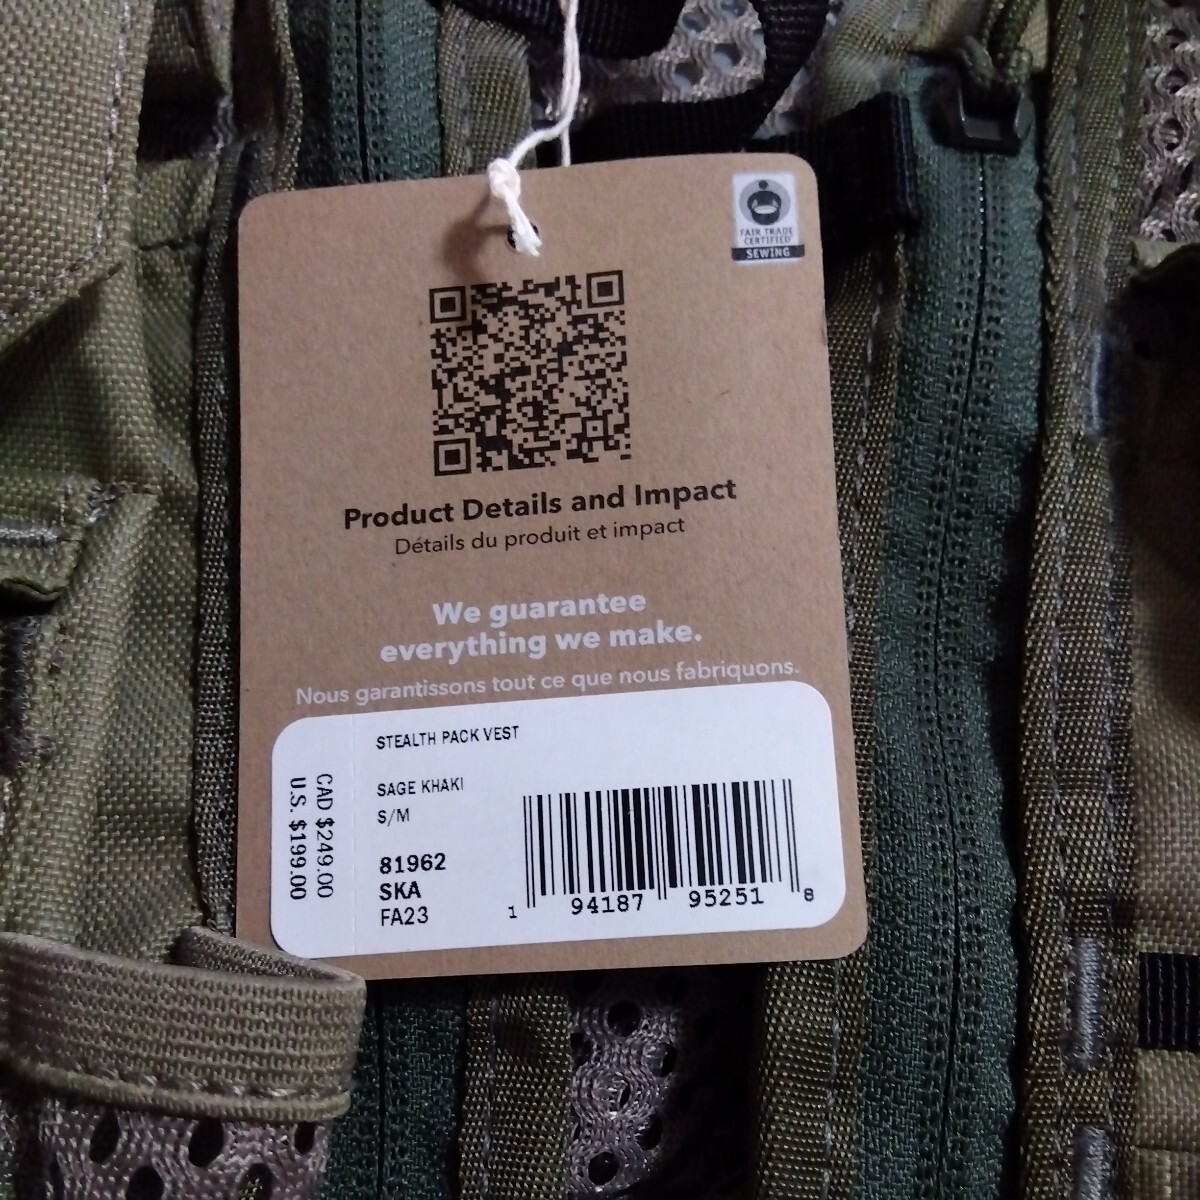 FAIR TRADE
CERTIFIED
SEWING
Product Details and Impact
Détails du produit et impact
We guarantee
everything we make.
Nous garantissons tout ce que nous fabriquons.
STEALTH PACK VEST
SAGE KHAKI
S/M
81962
SKA
FA23
CAD $249.00
U.S. $199.00
1 94187 95251 8